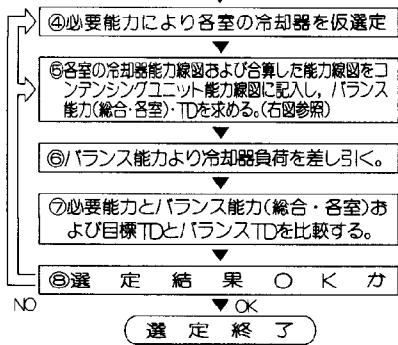 ④必要能力により各室の冷却器を仮選定
▼
⑤各室の冷却器能力線図および合算した能力線図をコ
ンデンシングユニット能力線図に記入し，バランス
能力(総合・各室)・TDを求める。(右図参照)
▼
⑥バランス能力より冷却器負荷を差し引く。
▼
⑦必要能力とバランス能力(総合・各室)お
よび目標TDとバランスTDを比較する。
▼
⑧選定結果OKか
NO ▼ OK
選定終了